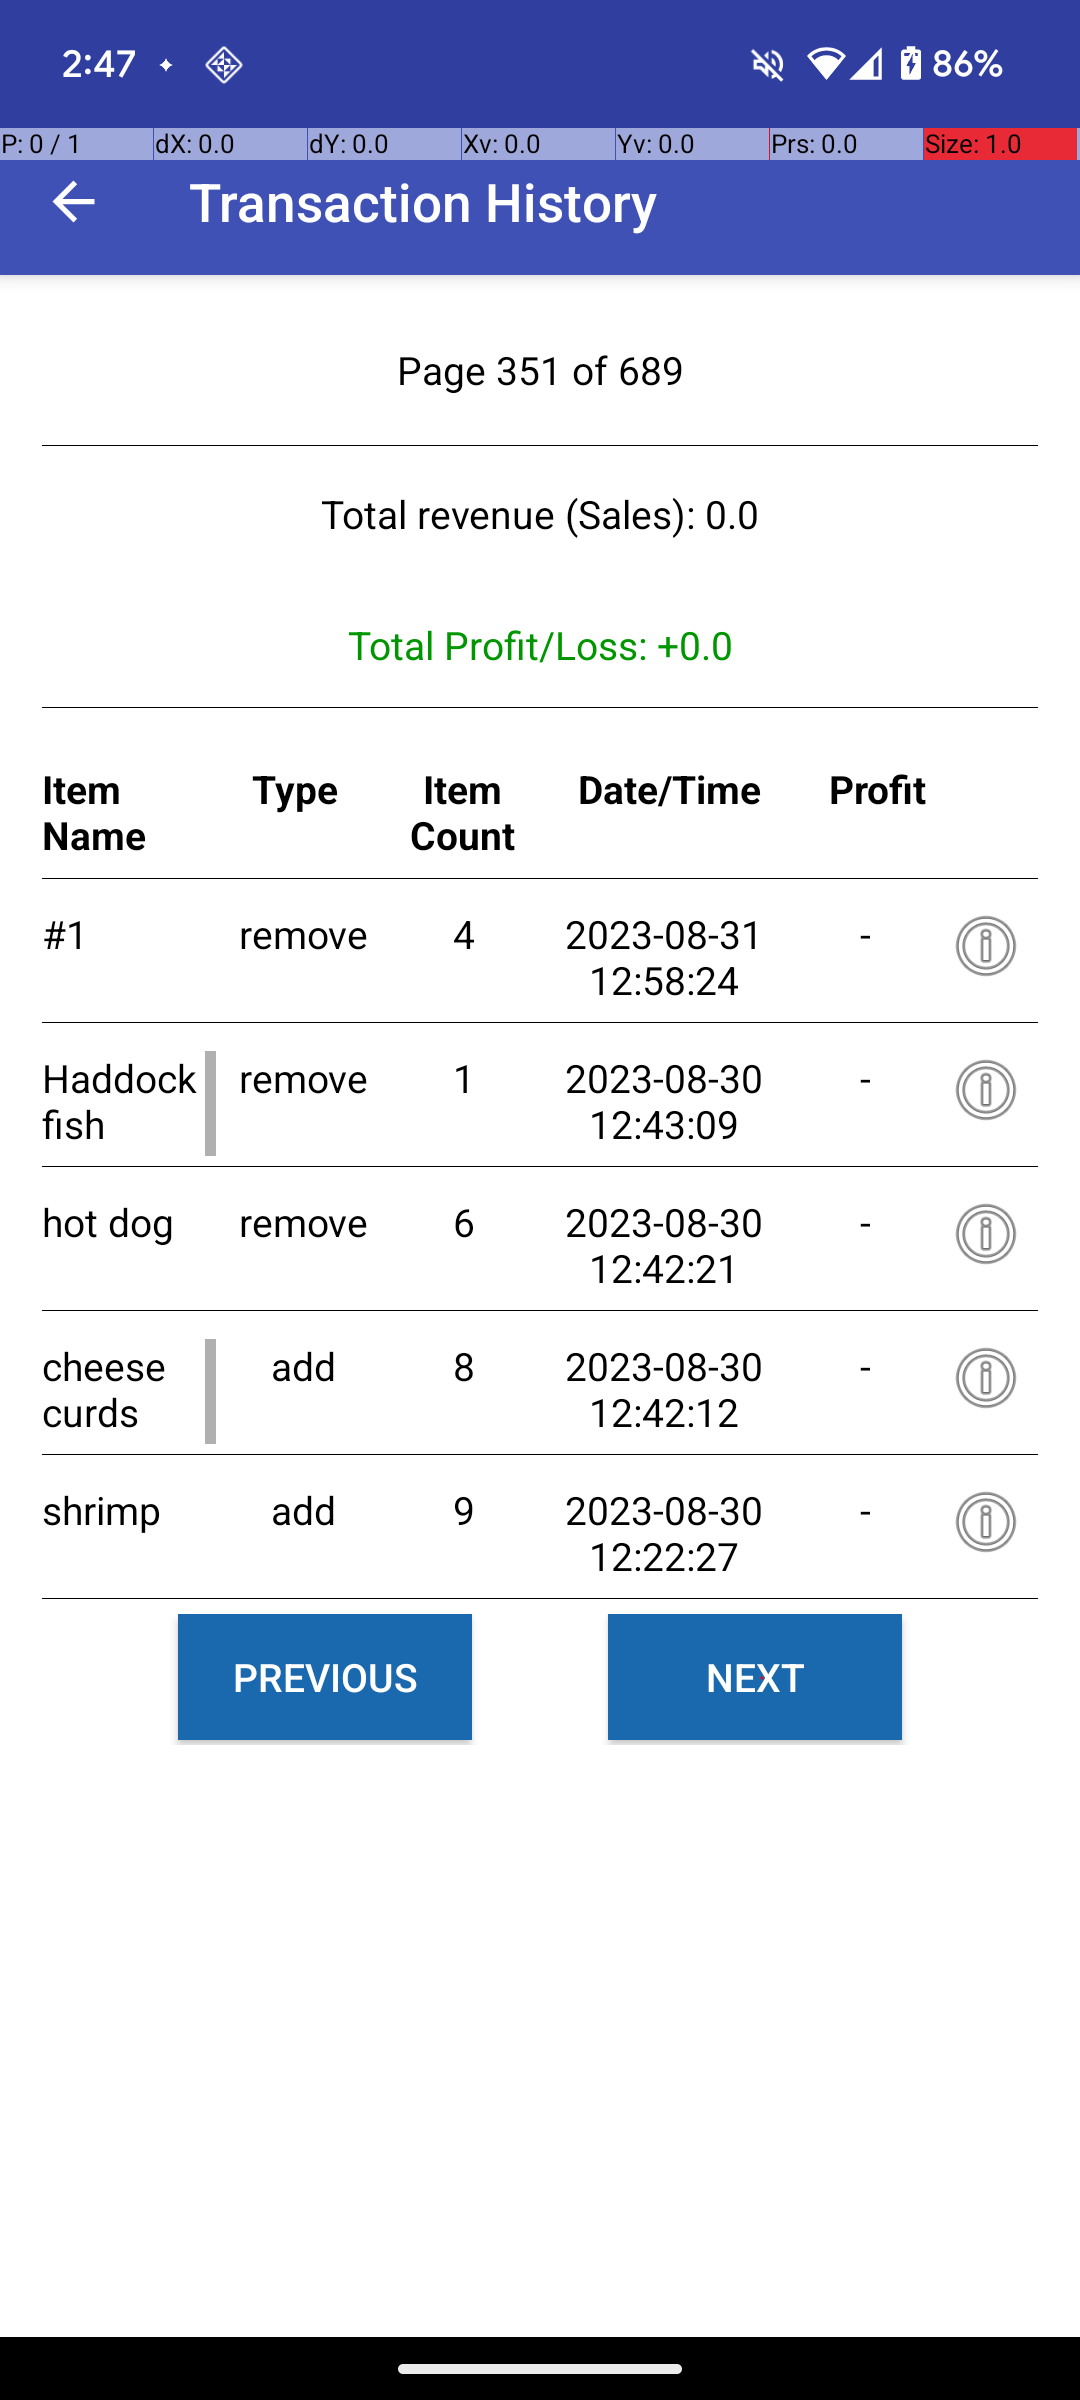 2:47
86%
P: 0 / 1 dX: 0.0 dY: 0.0 Xv: 0.0 Yv: 0.0 Prs: 0.0 Size: 1.0
Transaction History
Page 351 of 689
Total revenue (Sales): 0.0
Total Profit/Loss: +0.0
Item Name Type Item Count Date/Time Profit
#1 remove 4 2023-08-31 12:58:24 -
Haddock fish remove 1 2023-08-30 12:43:09 -
hot dog remove 6 2023-08-30 12:42:21 -
cheese curds add 8 2023-08-30 12:42:12 -
shrimp add 9 2023-08-30 12:22:27 -
PREVIOUS NEXT